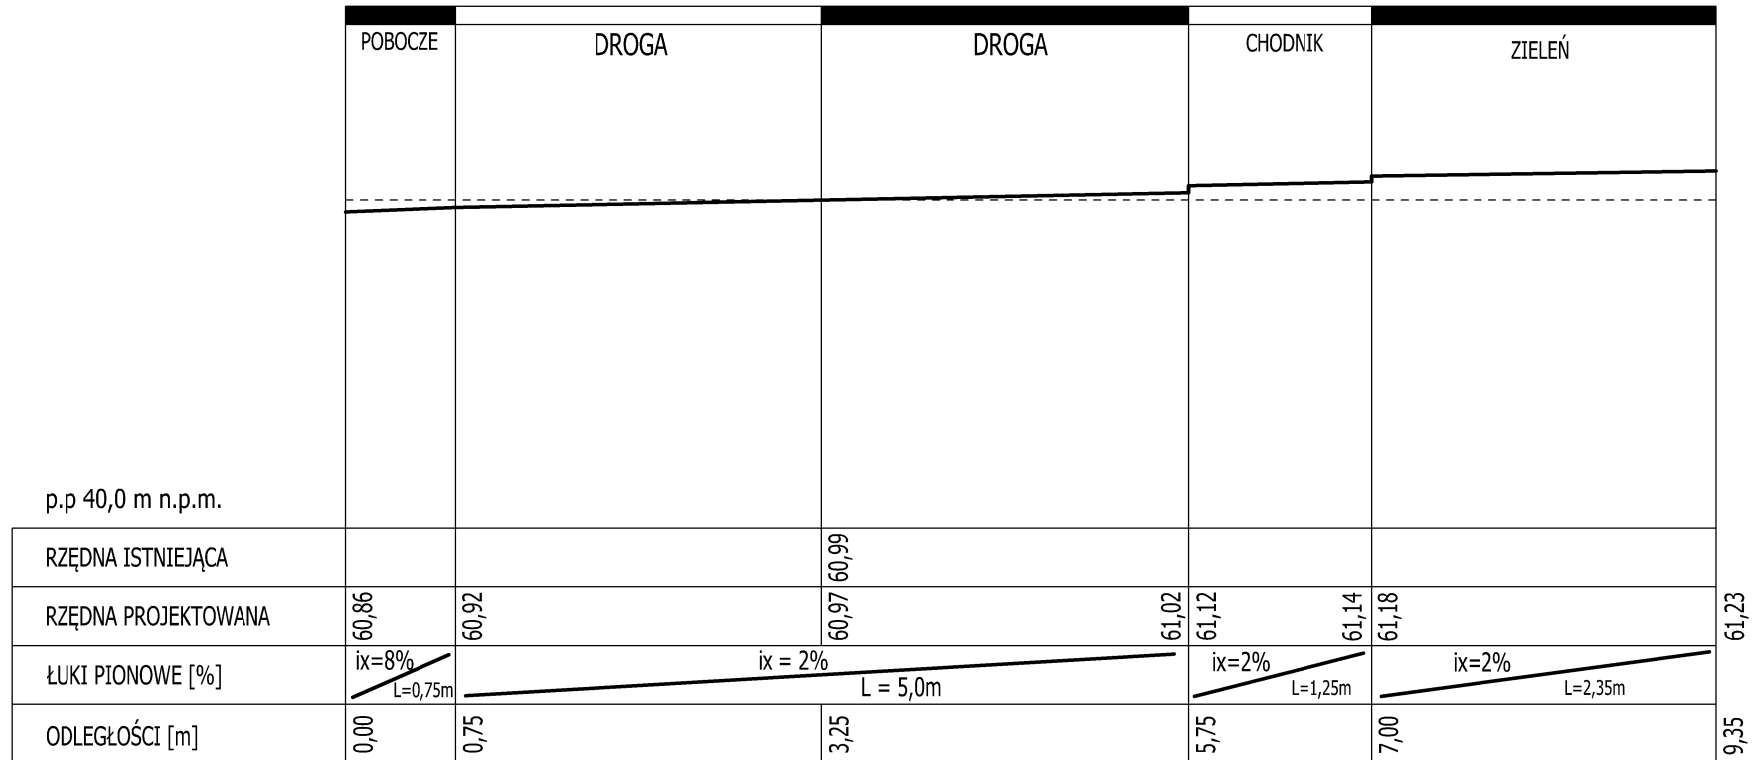 POBOCZE DROGA DROGA CHODNIK ZIELEŃ
p.p 40,0 m n.p.m.
RZĘDNA ISTNIEJĄCA 60,99
RZĘDNA PROJEKTOWANA 60,86 60,92 60,97 61,02 61,12 61,14 61,18 61,23
ŁUKI PIONOWE [%] ix=8% L=0,75m ix = 2% L = 5,0m ix=2% L=1,25m ix=2% L=2,35m
ODLEGŁOŚCI [m] 0,00 0,75 3,25 5,75 7,00 9,35